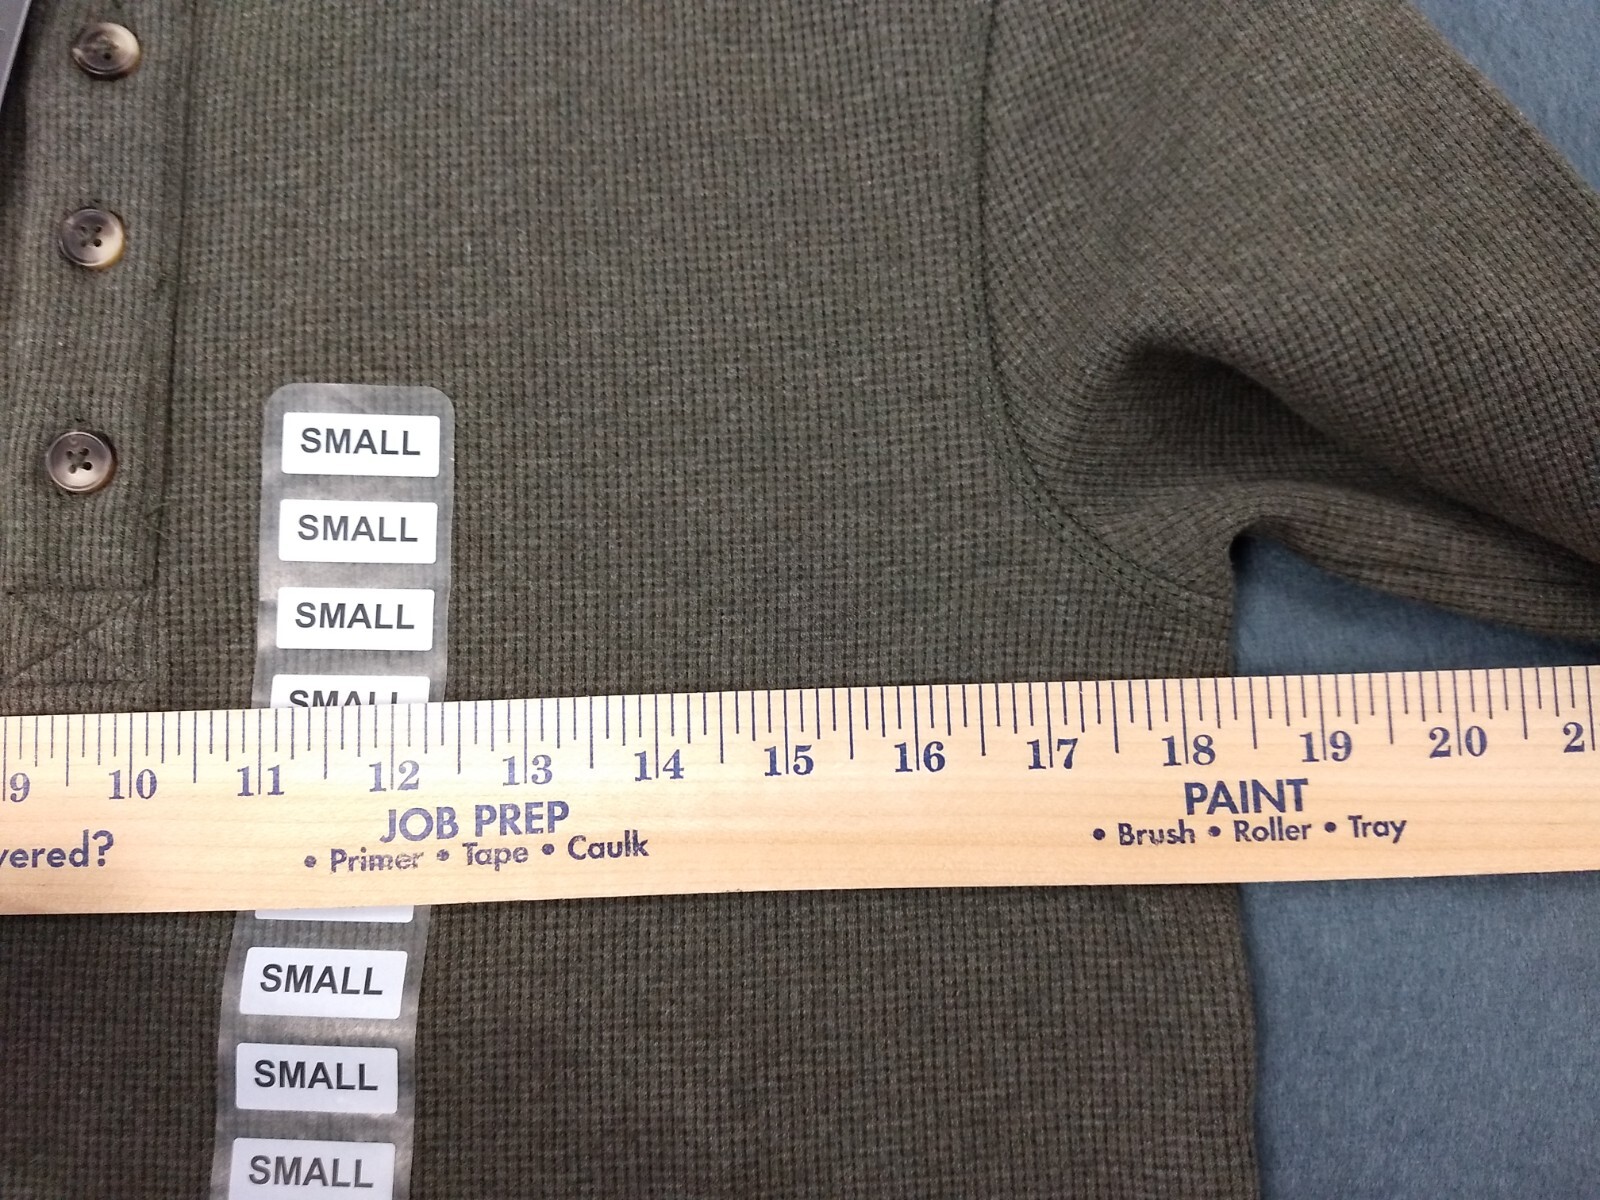 SMALL
SMALL
SMALL
SMALL
9 10 11 12 13 14 15 16 17 18 19 20
JOB PREP
• Primer • Tape • Caulk
PAINT
• Brush • Roller • Tray
SMALL
SMALL
SMALL